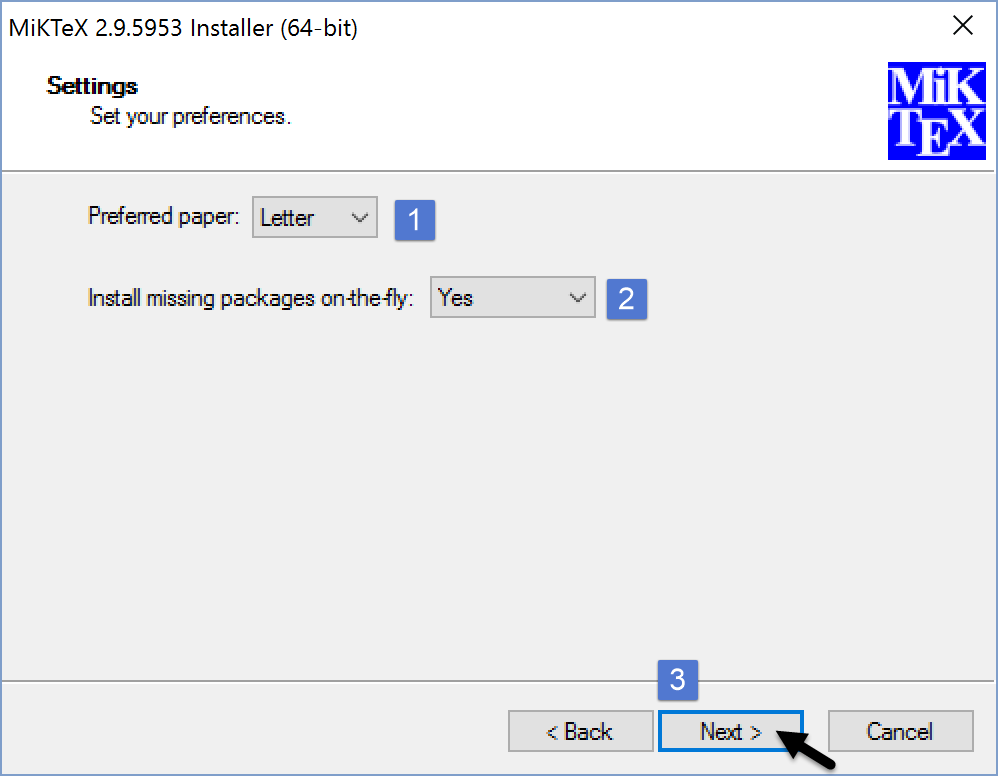 MiKTeX 2.9.5953 Installer (64-bit)
Settings
Set your preferences.
MiK
TEX
Preferred paper: Letter 1
Install missing packages on-the-fly: Yes 2
3
< Back Next > Cancel